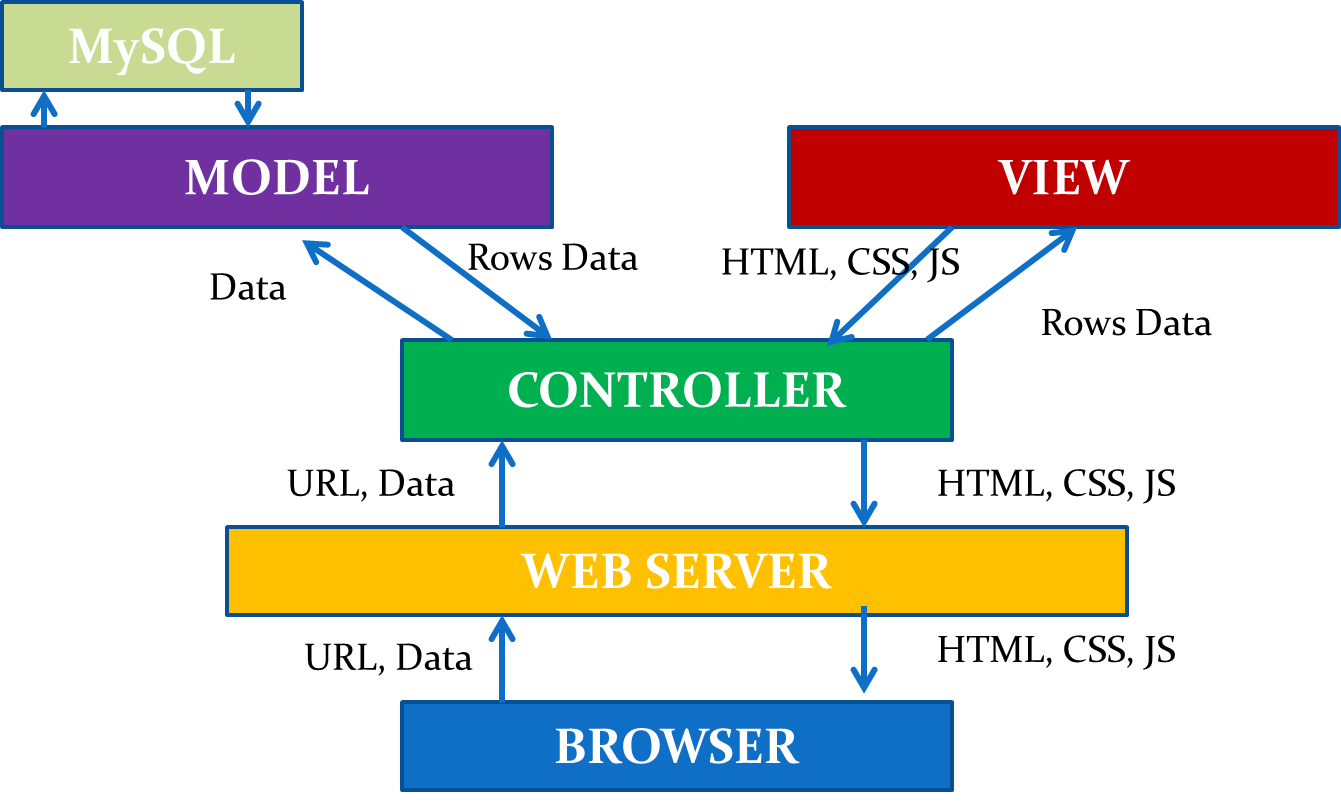 MySQL
MODEL
VIEW
Rows Data
HTML, CSS, JS
Data
Rows Data
CONTROLLER
URL, Data
HTML, CSS, JS
WEB SERVER
URL, Data
HTML, CSS, JS
BROWSER